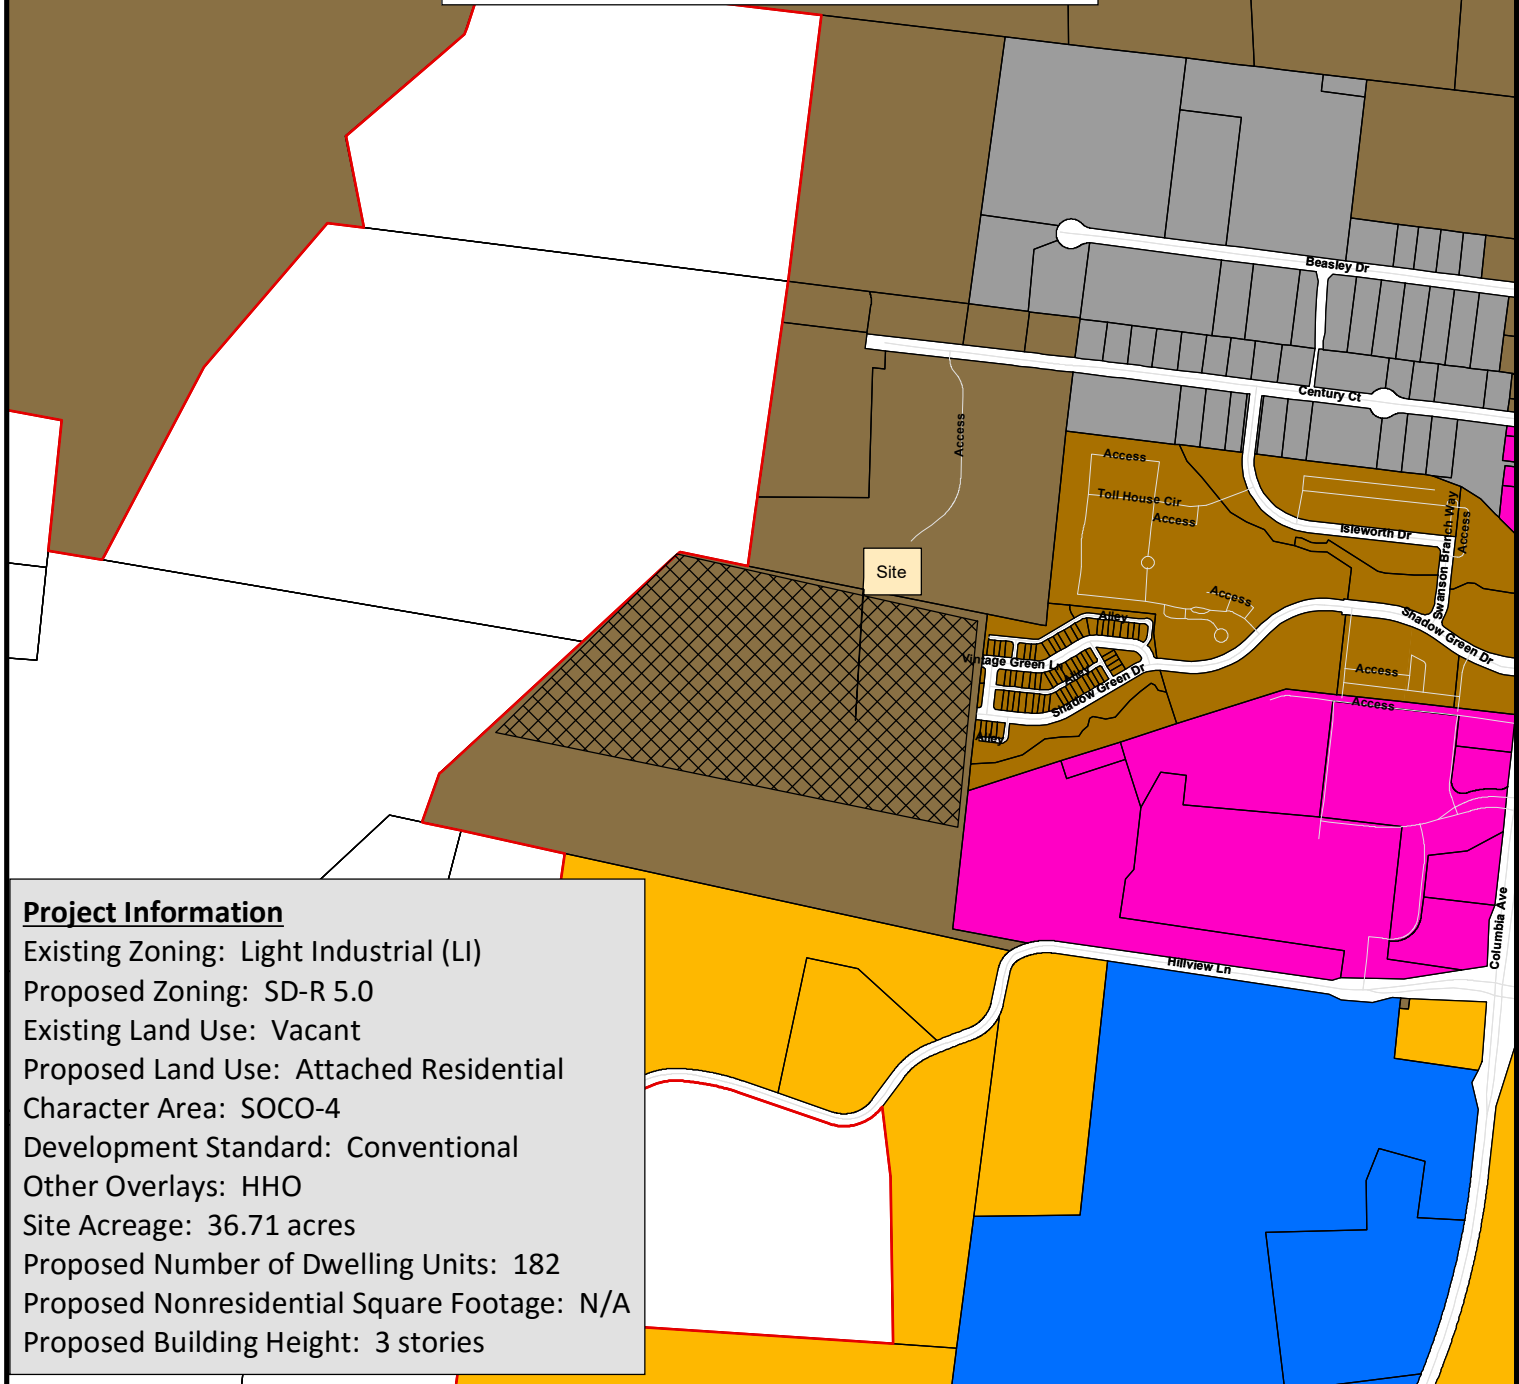 Beasley Dr
Century Ct
Access
Access
Toll House Cir
Access
Isleworth Dr
Swanson Branch Way
Access
Site
Access
Alley
Shadow Green Dr
Vintage Green Ln
Alley
Access
Shadow Green Dr
Access
Alley
Columbia Ave
Hillview Ln
Project Information
Existing Zoning: Light Industrial (LI)
Proposed Zoning: SD-R 5.0
Existing Land Use: Vacant
Proposed Land Use: Attached Residential
Character Area: SOCO-4
Development Standard: Conventional
Other Overlays: HHO
Site Acreage: 36.71 acres
Proposed Number of Dwelling Units: 182
Proposed Nonresidential Square Footage: N/A
Proposed Building Height: 3 stories